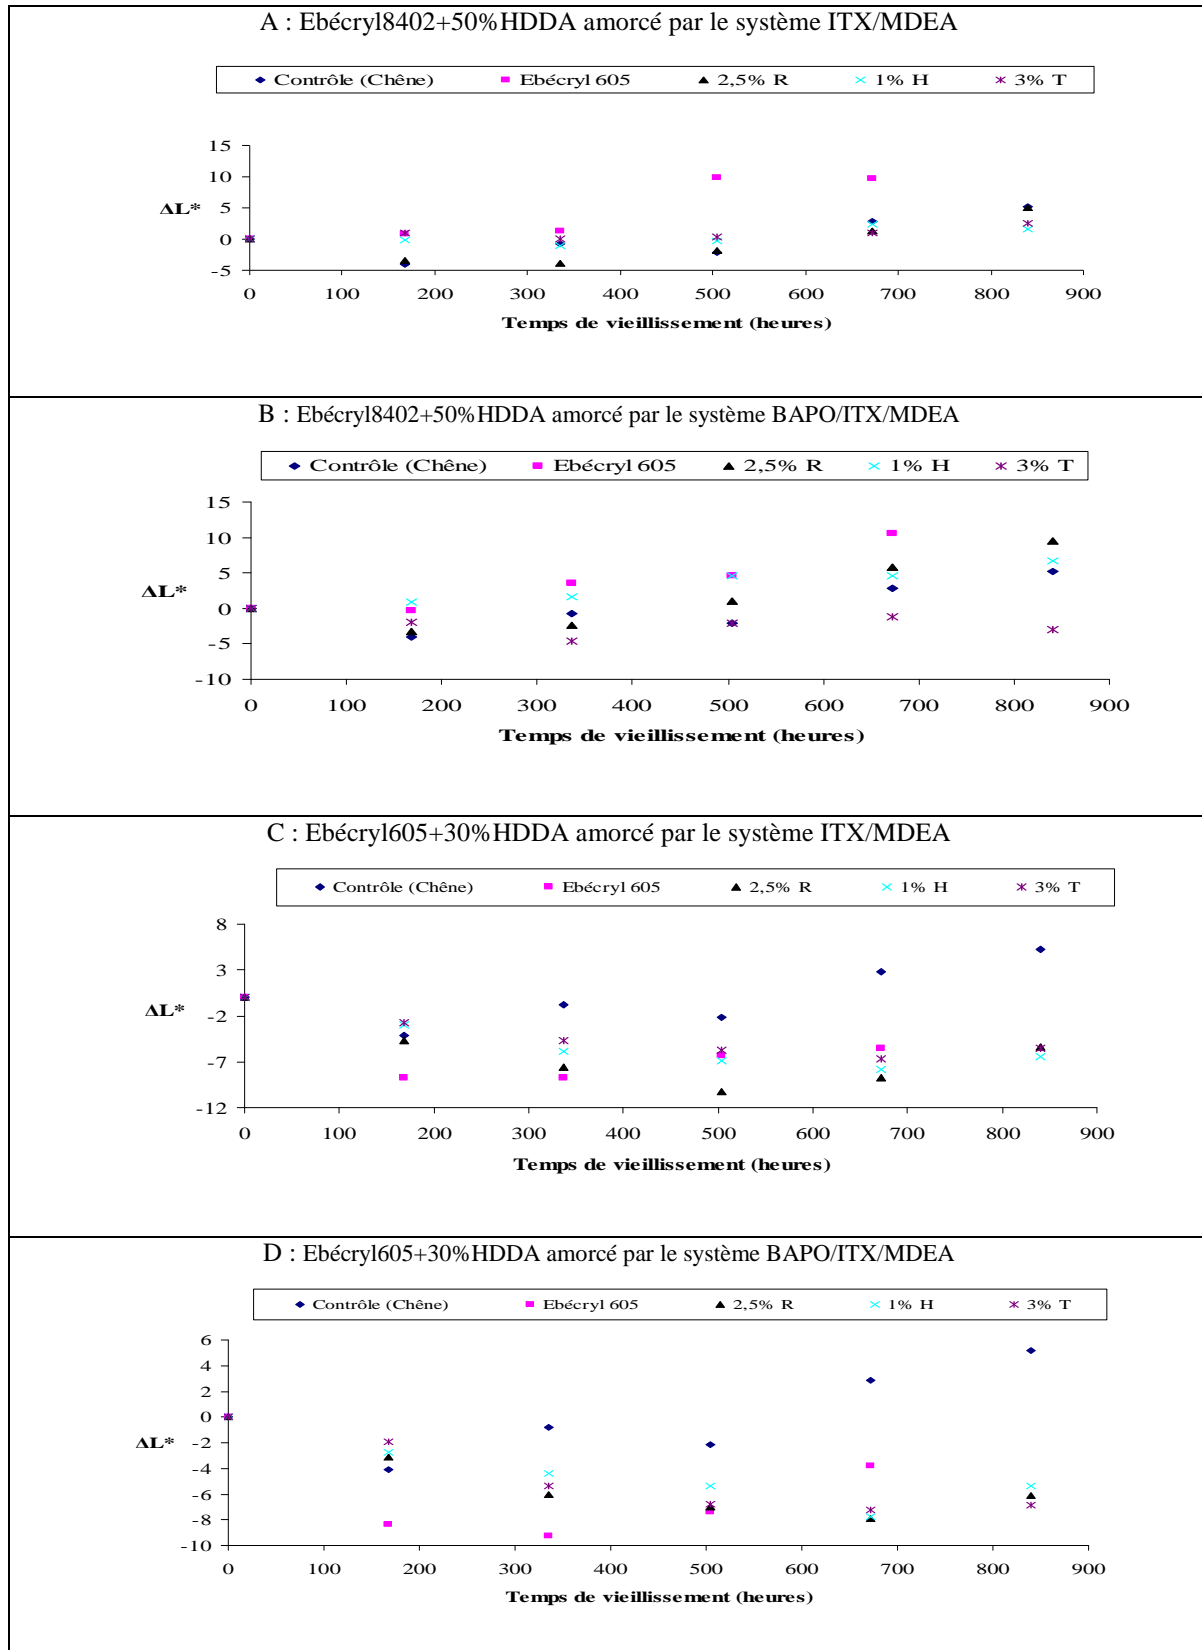 A : Ebécryl8402+50%HDDA amorcé par le système ITX/MDEA
Contrôle (Chêne) Ebécryl 605 2,5% R 1% H 3% T
15
10
5
0
-5
ΔL*
0 100 200 300 400 500 600 700 800 900
Temps de vieillissement (heures)
B : Ebécryl8402+50%HDDA amorcé par le système BAPO/ITX/MDEA
Contrôle (Chêne) Ebécryl 605 2,5% R 1% H 3% T
15
10
5
0
-5
-10
ΔL*
0 100 200 300 400 500 600 700 800 900
Temps de vieillissement (heures)
C : Ebécryl605+30%HDDA amorcé par le système ITX/MDEA
Contrôle (Chêne) Ebécryl 605 2,5% R 1% H 3% T
8
3
-2
-7
-12
ΔL*
0 100 200 300 400 500 600 700 800 900
Temps de vieillissement (heures)
D : Ebécryl605+30%HDDA amorcé par le système BAPO/ITX/MDEA
Contrôle (Chêne) Ebécryl 605 2,5% R 1% H 3% T
6
4
2
0
-2
-4
-6
-8
-10
ΔL*
0 100 200 300 400 500 600 700 800 900
Temps de vieillissement (heures)